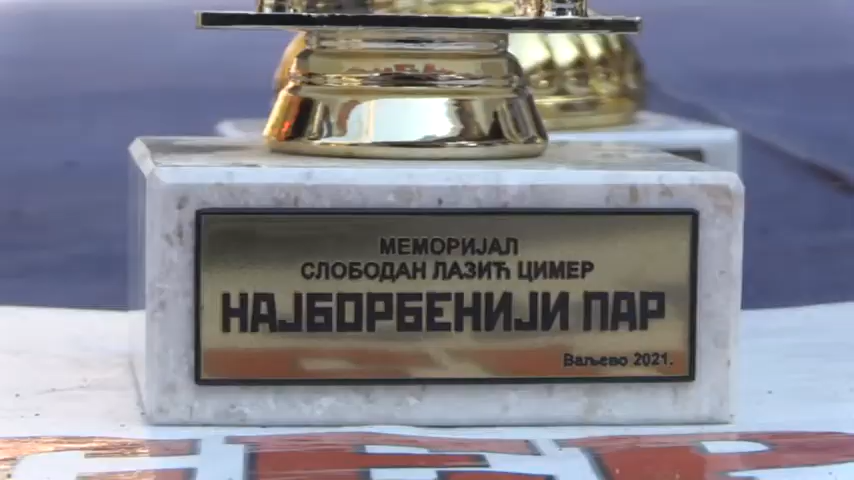 МЕМОРИЈАЛ
СЛОБОДАН ЛАЗИЋ ЦИМЕР
НАЈБОРБЕНИЈИ ПАР
Ваљево 2021.